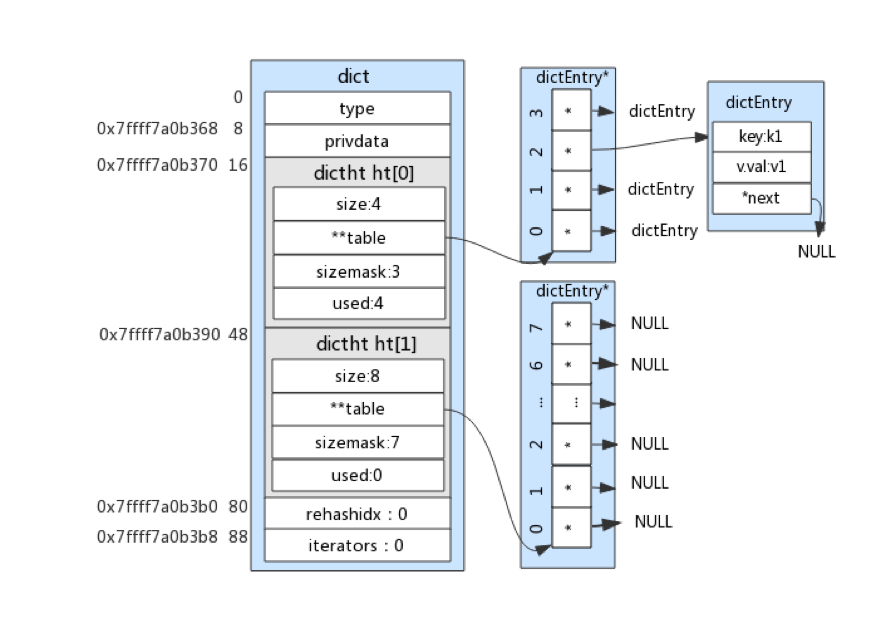 dict
0
type
0x7ffff7a0b368 8
privdata
0x7ffff7a0b370 16
dictht ht[0]
size:4
**table
sizemask:3
used:4
0x7ffff7a0b390 48
dictht ht[1]
size:8
**table
sizemask:7
used:0
0x7ffff7a0b3b0 80
rehashidx : 0
0x7ffff7a0b3b8 88
iterators : 0
dictEntry*
3 * dictEntry
2 *
1 * dictEntry
0 * dictEntry
dictEntry
key:k1
v.val:v1
*next
NULL
dictEntry*
7 * NULL
6 * NULL
... ...
2 * NULL
1 * NULL
0 * NULL